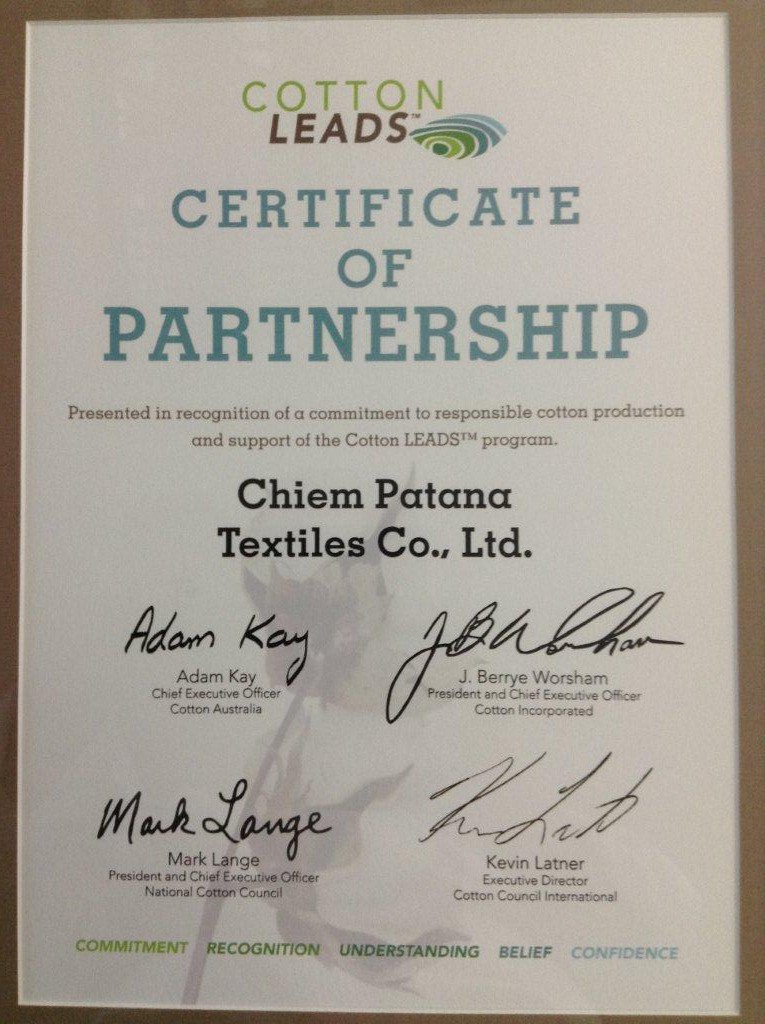 COTTON
LEADS™
CERTIFICATE
OF
PARTNERSHIP
Presented in recognition of a commitment to responsible cotton production
and support of the Cotton LEADS™ program.
Chiem Patana
Textiles Co., Ltd.
Adam Kay
Adam Kay
Chief Executive Officer
Cotton Australia
J B Worsham
J. Berrye Worsham
President and Chief Executive Officer
Cotton Incorporated
Mark Lange
Mark Lange
President and Chief Executive Officer
National Cotton Council
Kevin Latner
Executive Director
Cotton Council International
COMMITMENT RECOGNITION UNDERSTANDING BELIEF CONFIDENCE